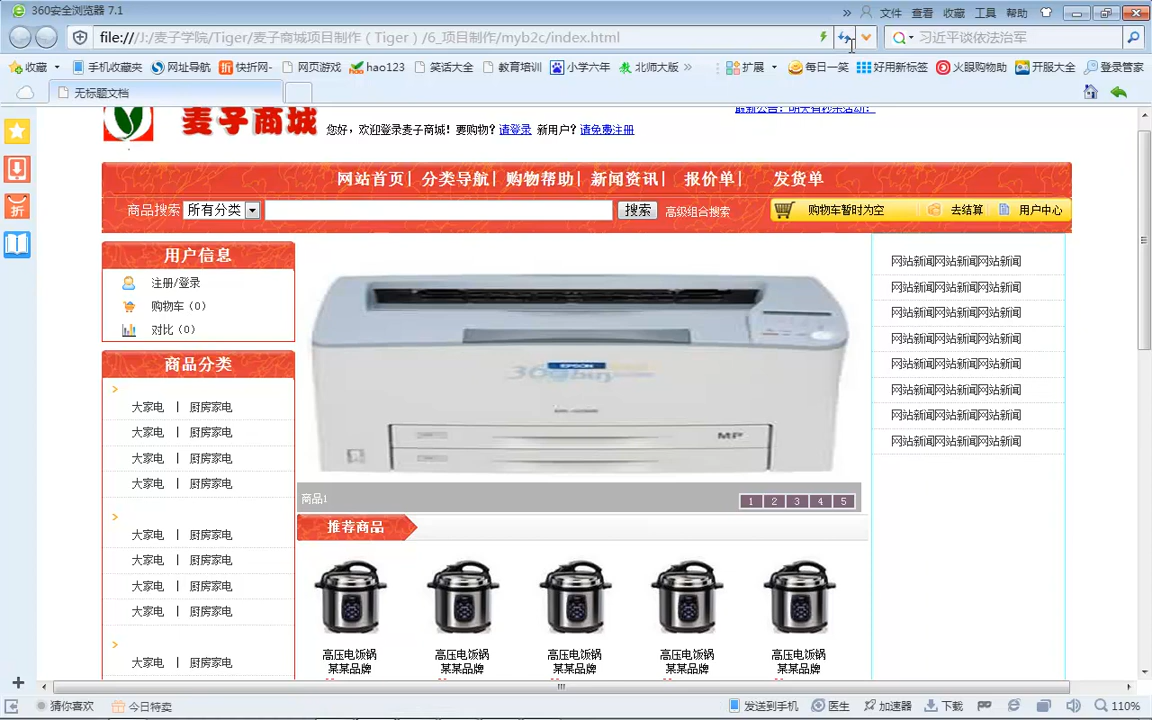 360安全浏览器 7.1
» 文件 查看 收藏 工具 帮助
file:///J:/麦子学院/Tiger/麦子商城项目制作（Tiger）/6_项目制作/myb2c/index.html
习近平谈依法治军
收藏 手机收藏夹 网址导航 快折网- 网页游戏 hao123 笑话大全 教育培训 小学六年 北师大版 » 扩展 每日一笑 好用新标签 火眼购物助 开服大全 登录管家
无标题文档
最新公告：明天有秒杀活动！
麦子商城 您好，欢迎登录麦子商城！要购物？请登录 新用户？请免费注册
网站首页| 分类导航| 购物帮助| 新闻资讯| 报价单| 发货单
商品搜索 所有分类 搜索 高级组合搜索 购物车暂时为空 去结算 用户中心
用户信息
注册/登录
购物车（0）
对比（0）
商品分类
>
大家电 | 厨房家电
大家电 | 厨房家电
大家电 | 厨房家电
大家电 | 厨房家电
>
大家电 | 厨房家电
大家电 | 厨房家电
大家电 | 厨房家电
大家电 | 厨房家电
>
大家电 | 厨房家电
EPSON
MP
商品1
1 2 3 4 5
推荐商品
高压电饭锅 高压电饭锅 高压电饭锅 高压电饭锅 高压电饭锅
某某品牌 某某品牌 某某品牌 某某品牌 某某品牌
网站新闻网站新闻网站新闻
网站新闻网站新闻网站新闻
网站新闻网站新闻网站新闻
网站新闻网站新闻网站新闻
网站新闻网站新闻网站新闻
网站新闻网站新闻网站新闻
网站新闻网站新闻网站新闻
网站新闻网站新闻网站新闻
折
猜你喜欢 今日特卖 发送到手机 医生 加速器 下载 110%